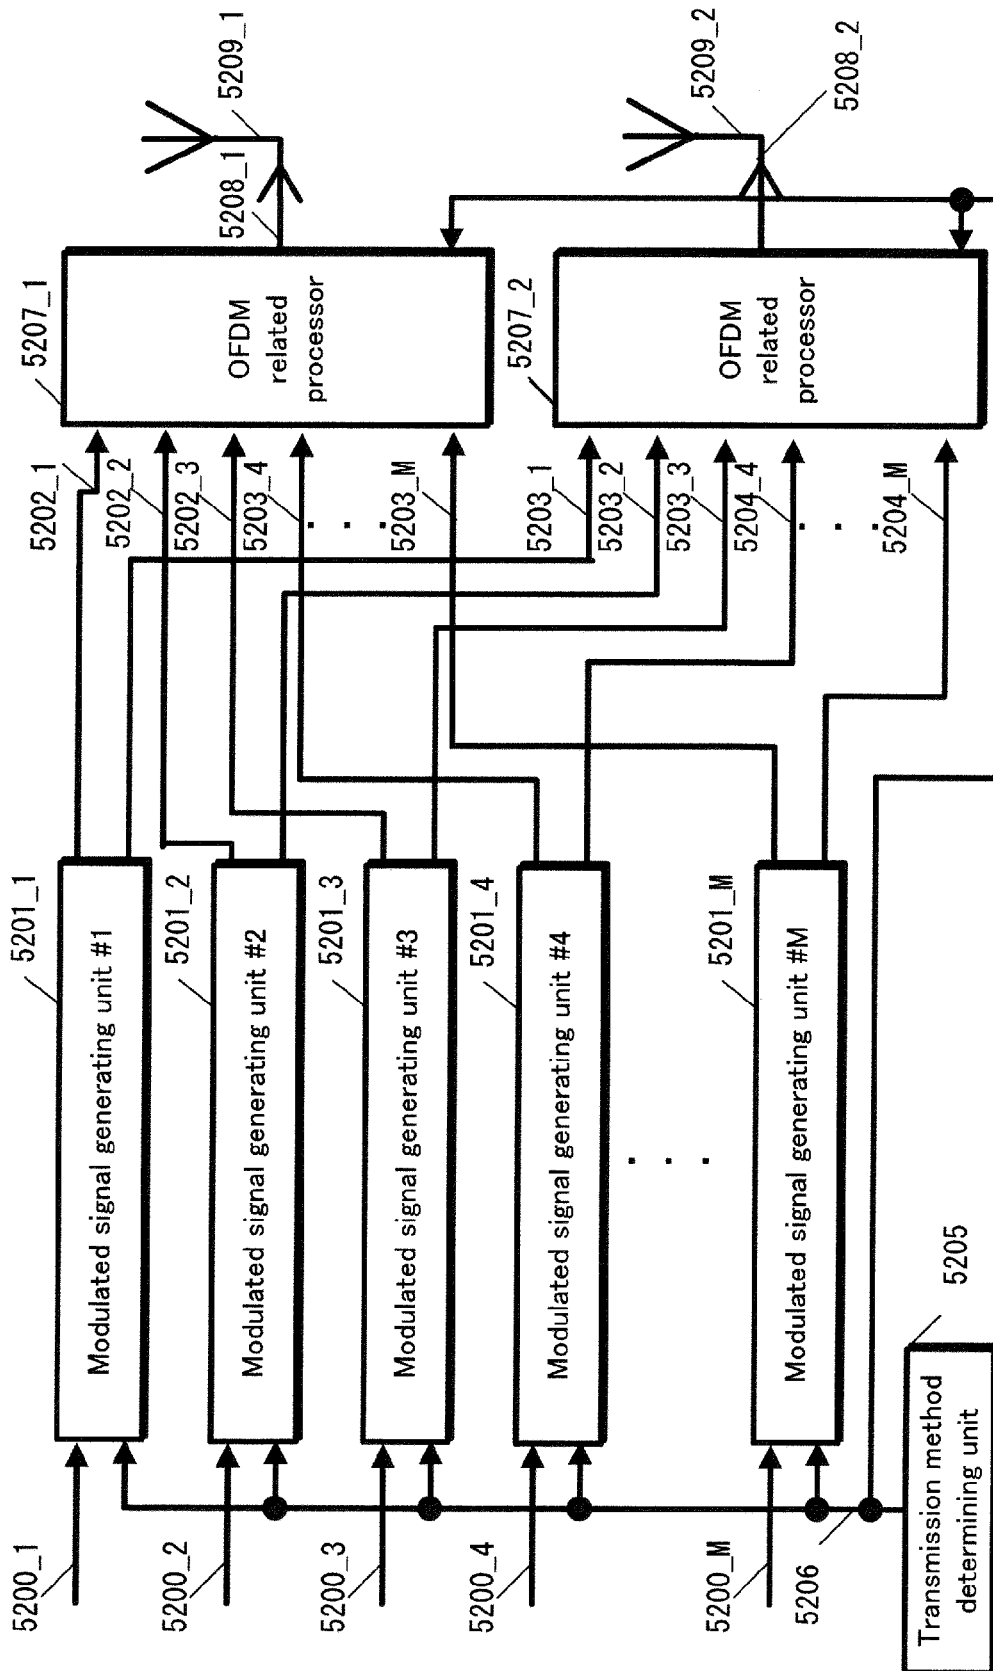 5200_1
5200_2
5200_3
5200_4
5200_M
5206
Transmission method
determining unit
5205
5201_1
Modulated signal generating unit #1
5201_2
Modulated signal generating unit #2
5201_3
Modulated signal generating unit #3
5201_4
Modulated signal generating unit #4
. . .
5201_M
Modulated signal generating unit #M
5202_1
5202_2
5202_3
5203_4
. . .
5203_M
5203_1
5203_2
5203_3
5204_4
. . .
5204_M
5207_1
OFDM
related
processor
5207_2
OFDM
related
processor
5208_1
5209_1
5209_2
5208_2